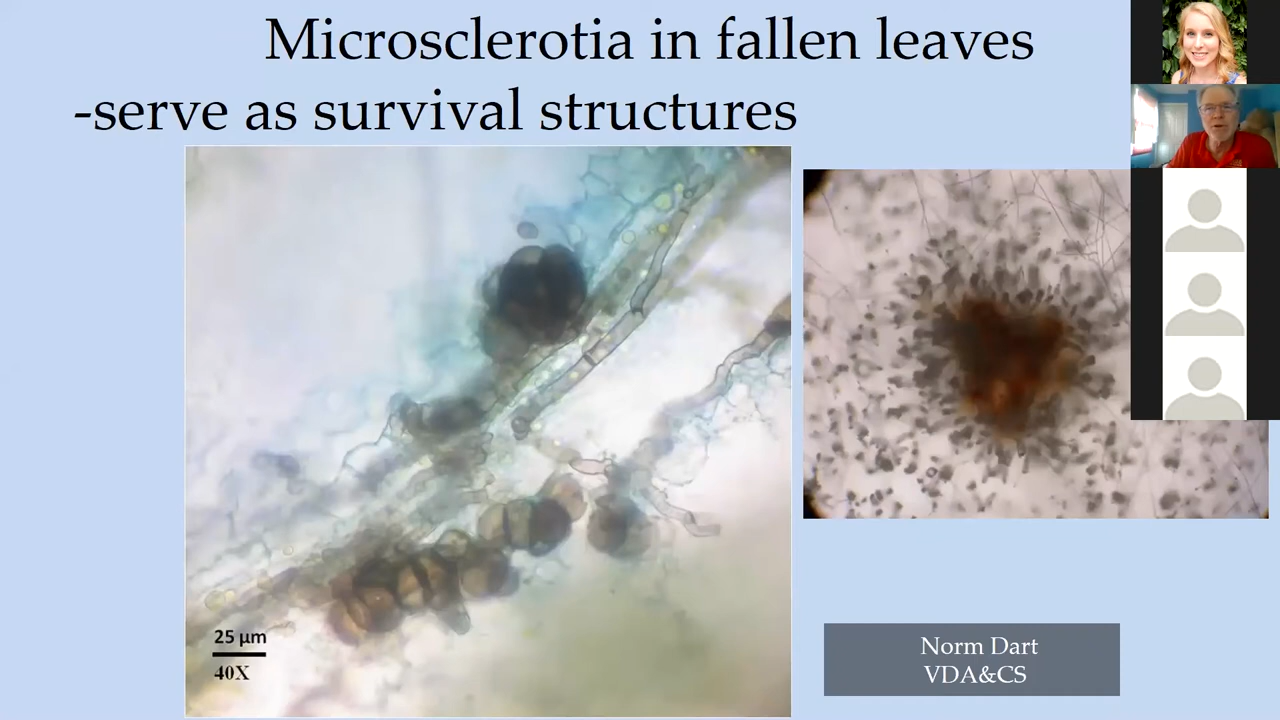 Microsclerotia in fallen leaves
-serve as survival structures
25 µm
40X
Norm Dart
VDA&CS